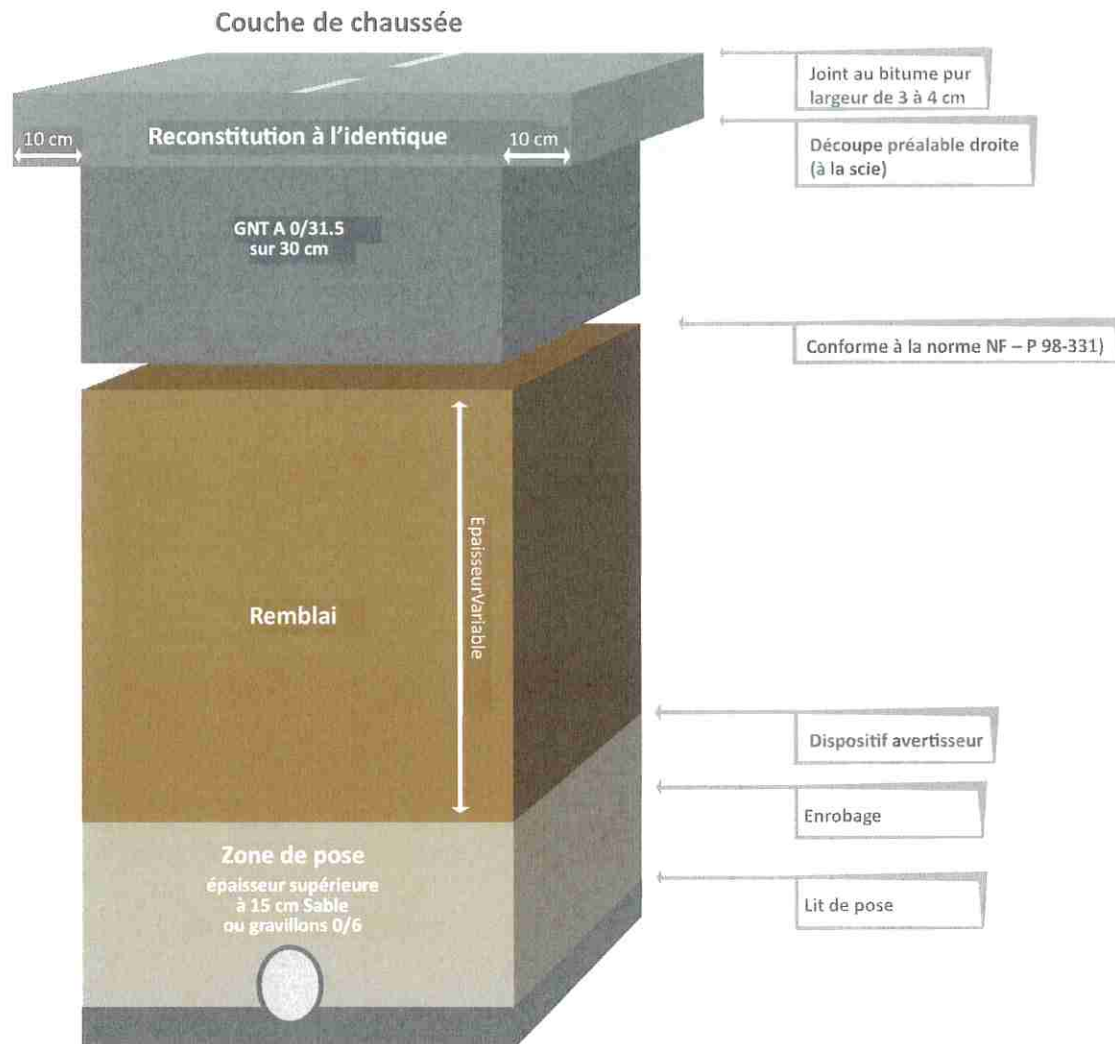 Couche de chaussée
Joint au bitume pur
largeur de 3 à 4 cm
10 cm
Reconstitution à l'identique
10 cm
Découpe préalable droite
(à la scie)
GNT A 0/31.5
sur 30 cm
Conforme à la norme NF – P 98-331)
EpaisseurVariable
Remblai
Dispositif avertisseur
Enrobage
Zone de pose
épaisseur supérieure
à 15 cm Sable
ou gravillons 0/6
Lit de pose